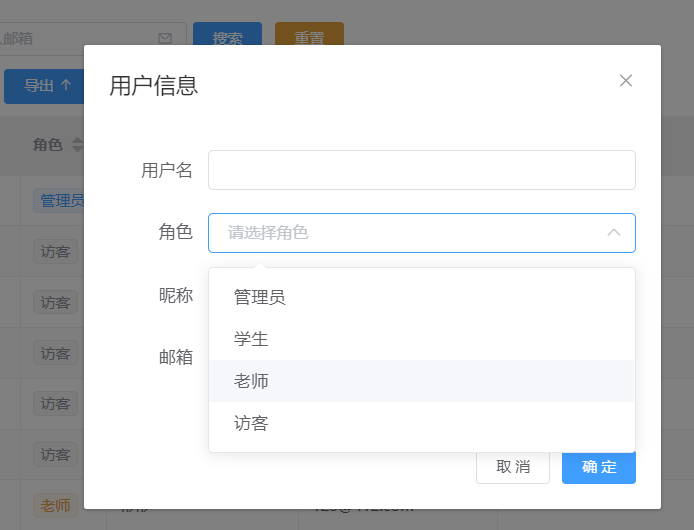 人邮箱
搜索
重置
导出
用户信息
角色
用户名
管理员
角色
请选择角色
访客
昵称
管理员
访客
学生
访客
邮箱
老师
访客
访客
访客
取 消
确 定
老师